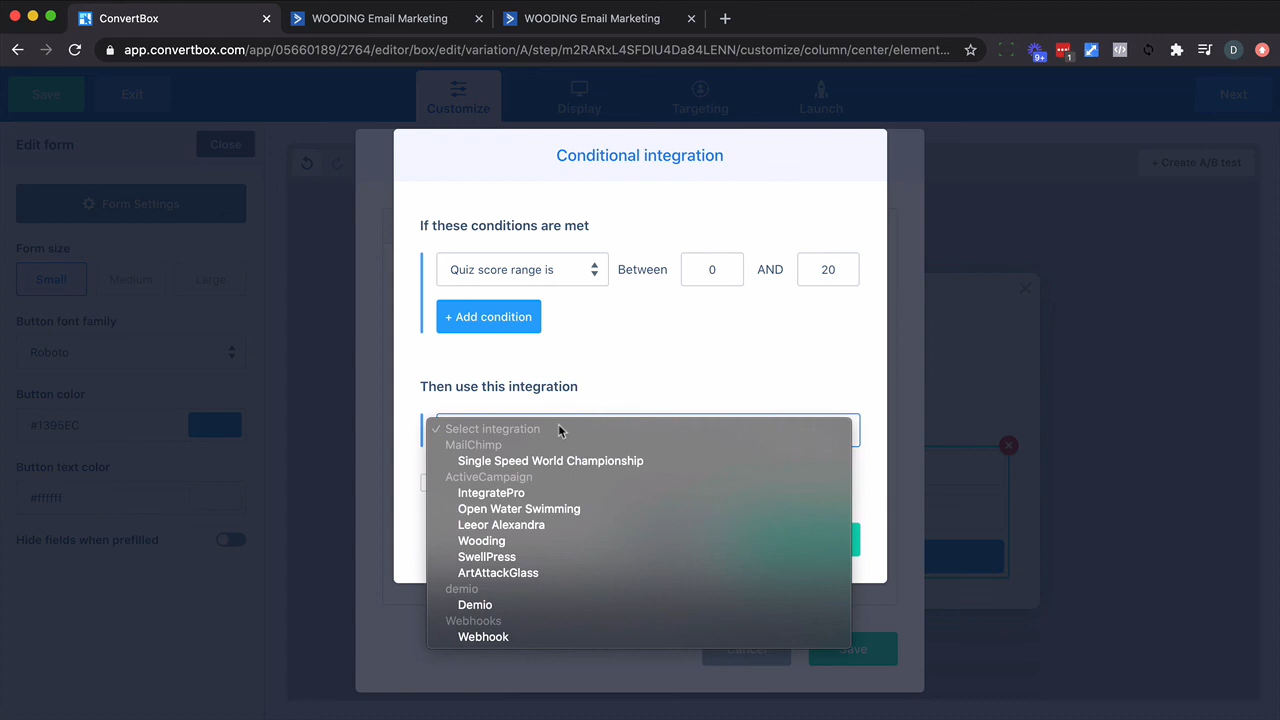 ConvertBox
WOODING Email Marketing
WOODING Email Marketing
app.convertbox.com/app/05660189/2764/editor/box/edit/variation/A/step/m2RARxL4SFDIU4Da84LENN/customize/column/center/element...
9+
1
D
Save
Exit
Customize
Display
Targeting
Launch
Next
Edit form
Close
Form Settings
Form size
Small
Medium
Large
Button font family
Roboto
Button color
#1395EC
Button text color
#ffffff
Hide fields when prefilled
+ Create A/B test
Conditional integration
If these conditions are met
Quiz score range is
Between
0
AND
20
+ Add condition
Then use this integration
Select integration
MailChimp
Single Speed World Championship
ActiveCampaign
IntegratePro
Open Water Swimming
Leeor Alexandra
Wooding
SwellPress
ArtAttackGlass
demio
Demio
Webhooks
Webhook
Cancel
Save